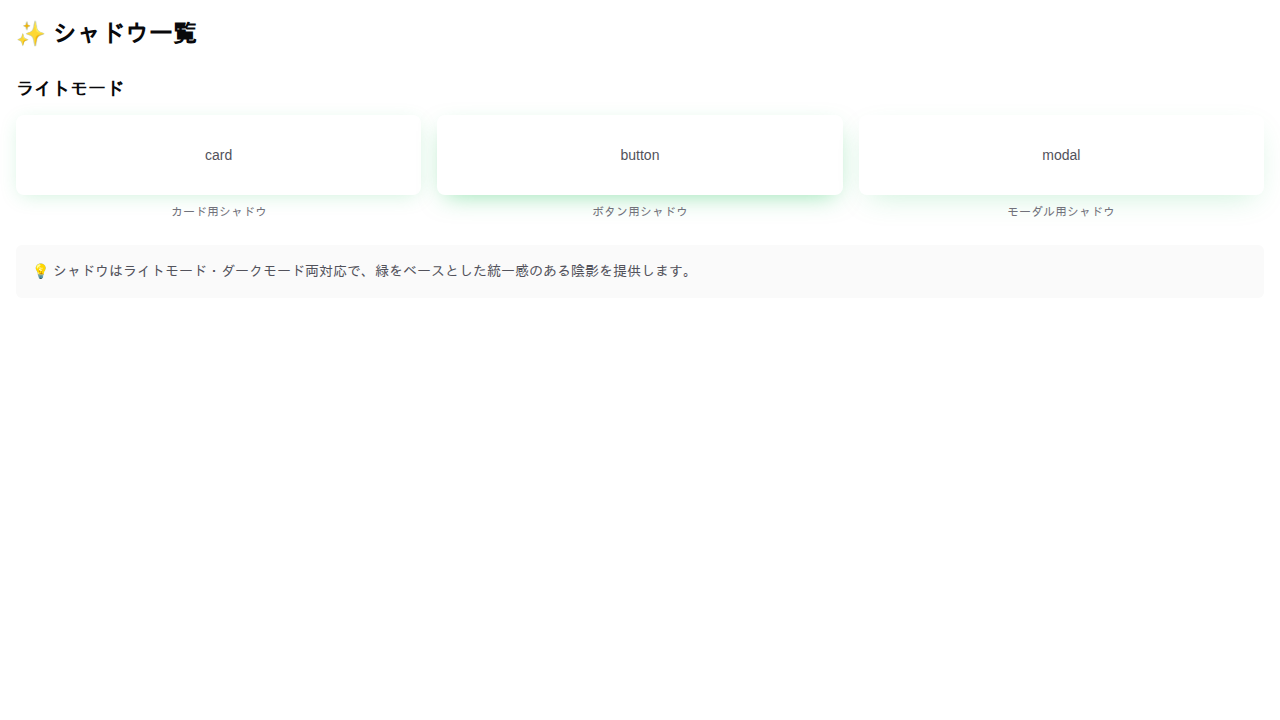 ✨ シャドウ一覧
ライトモード
card
button
modal
カード用シャドウ
ボタン用シャドウ
モーダル用シャドウ
💡 シャドウはライトモード・ダークモード両対応で、緑をベースとした統一感のある陰影を提供します。